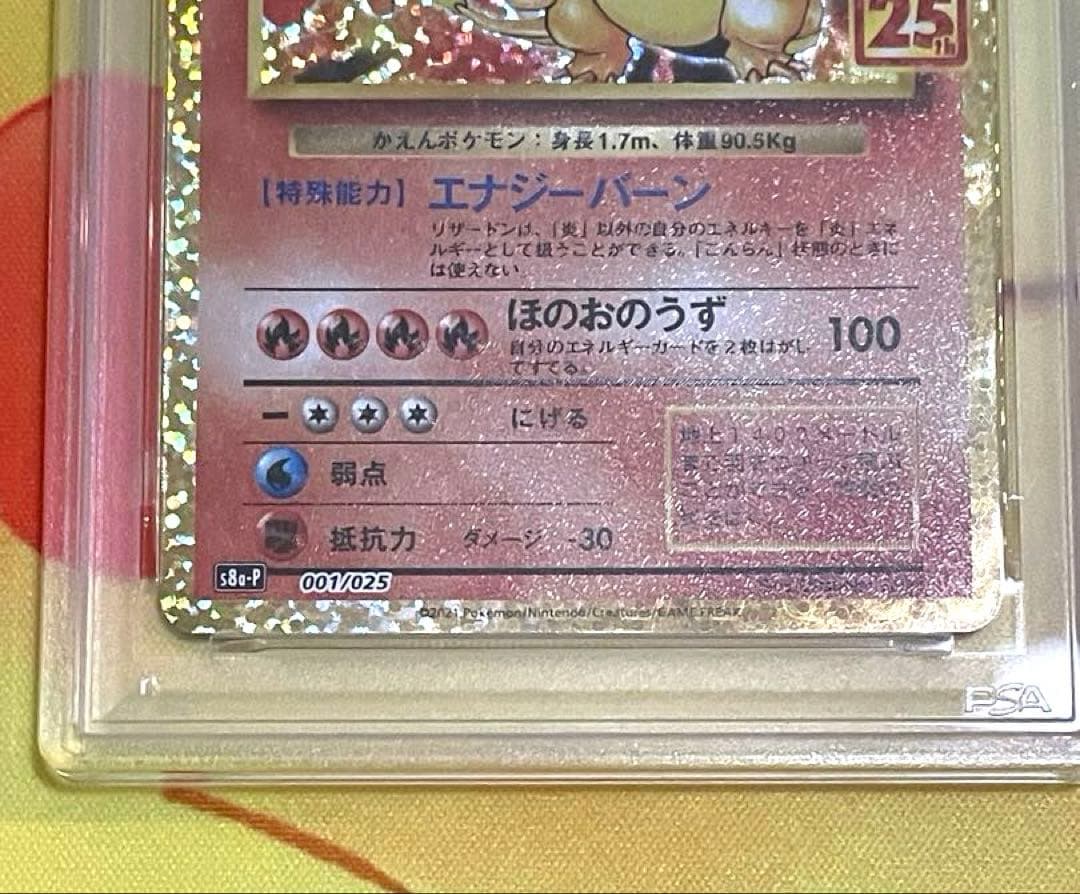 25th
かえんポケモン：身長1.7m、体重90.5Kg
【特殊能力】 エナジーバーン
リザードンは、「炎」以外の自分のエネルギーを「炎」エネ
ルギーとして扱うことができる。「こんらん」状態のときに
は使えない。
ほのおのうず 100
自分のエネルギーカードを2枚はがし
てすてる。
にげる
弱点
抵抗力 ダメージ -30
s8a-P 001/025
©2021 Pokémon/Nintendo/Creatures/GAME FREAK
PSA